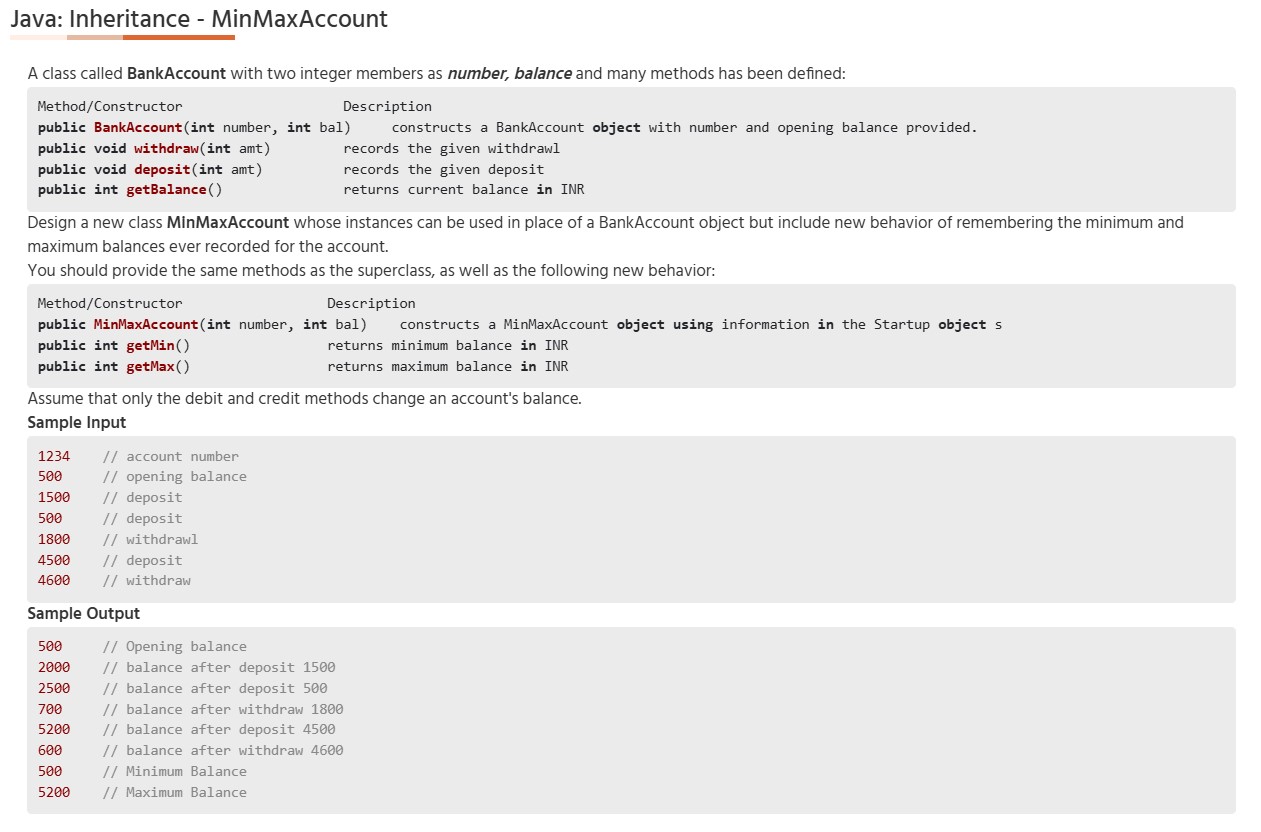 Java: Inheritance - MinMaxAccount
A class called BankAccount with two integer members as number, balance and many methods has been defined:
Method/Constructor                    Description
public BankAccount(int number, int bal)     constructs a BankAccount object with number and opening balance provided.
public void withdraw(int amt)         records the given withdrawl
public void deposit(int amt)          records the given deposit
public int getBalance()               returns current balance in INR
Design a new class MinMaxAccount whose instances can be used in place of a BankAccount object but include new behavior of remembering the minimum and
maximum balances ever recorded for the account.
You should provide the same methods as the superclass, as well as the following new behavior:
Method/Constructor                  Description
public MinMaxAccount(int number, int bal)    constructs a MinMaxAccount object using information in the Startup object s
public int getMin()                 returns minimum balance in INR
public int getMax()                 returns maximum balance in INR
Assume that only the debit and credit methods change an account's balance.
Sample Input
1234    // account number
500     // opening balance
1500    // deposit
500     // deposit
1800    // withdrawl
4500    // deposit
4600    // withdraw
Sample Output
500     // Opening balance
2000    // balance after deposit 1500
2500    // balance after deposit 500
700     // balance after withdraw 1800
5200    // balance after deposit 4500
600     // balance after withdraw 4600
500     // Minimum Balance
5200    // Maximum Balance